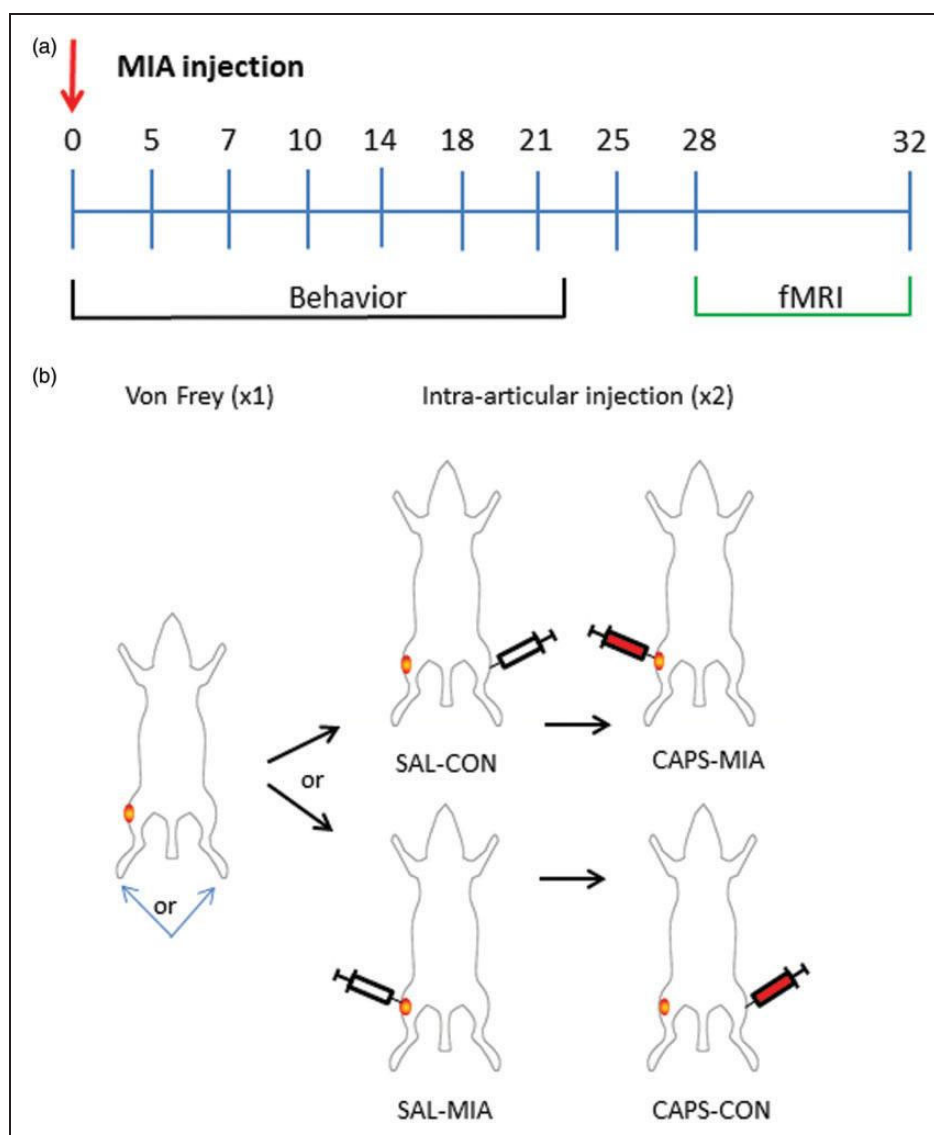 (a)
MIA injection
0 5 7 10 14 18 21 25 28 32
Behavior fMRI
(b)
Von Frey (x1) Intra-articular injection (x2)
SAL-CON CAPS-MIA
or
or
SAL-MIA CAPS-CON